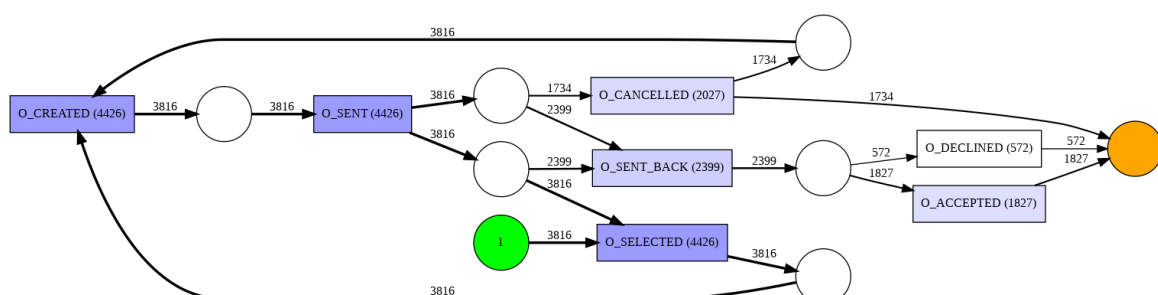 3816
1734
O_CANCELLED (2027)
1734
3816
1734
O_CREATED (4426)
3816
3816
O_SENT (4426)
2399
3816
O_DECLINED (572)
572
572
1827
2399
O_SENT_BACK (2399)
2399
1827
3816
O_ACCEPTED (1827)
1
3816
O_SELECTED (4426)
3816
3816